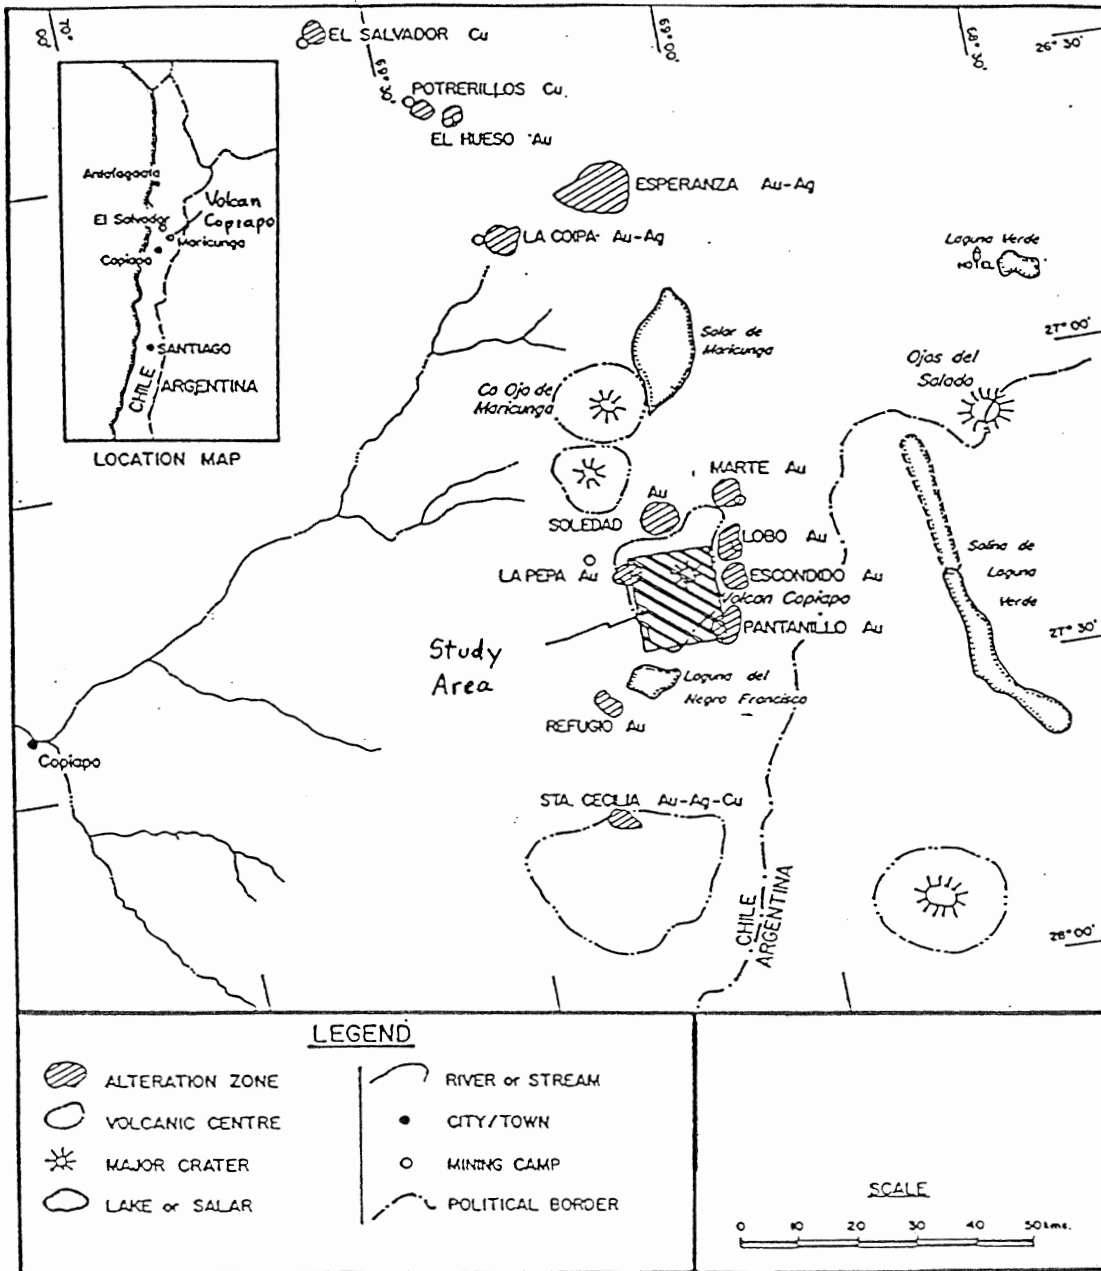 70°
00'
69° 30'
69° 00'
68° 30'
26° 30'
EL SALVADOR Cu
POTRERILLOS Cu.
EL HUESO Au
ESPERANZA Au-Ag
LA COIPA Au-Ag
Laguna Verde
HOTEL
27° 00'
Salar de
Maricunga
Ojos del
Salado
Co Ojo de
Maricunga
MARTE Au
Au
SOLEDAD
LOBO Au
LA PEPA Au
ESCONDIDO Au
Volcan Copiapo
PANTANILLO Au
Salina de
Laguna
Verde
27° 30'
Study
Area
Laguna del
Negro Francisco
REFUGIO Au
Copiapo
STA. CECILIA Au-Ag-Cu
CHILE
ARGENTINA
28° 00'
Antofagasta
Volcan
Copiapo
El Salvador
Maricunga
Copiapo
SANTIAGO
CHILE
ARGENTINA
LOCATION MAP
LEGEND
ALTERATION ZONE
VOLCANIC CENTRE
MAJOR CRATER
LAKE or SALAR
RIVER or STREAM
CITY/TOWN
MINING CAMP
POLITICAL BORDER
SCALE
0 10 20 30 40 50 kms.